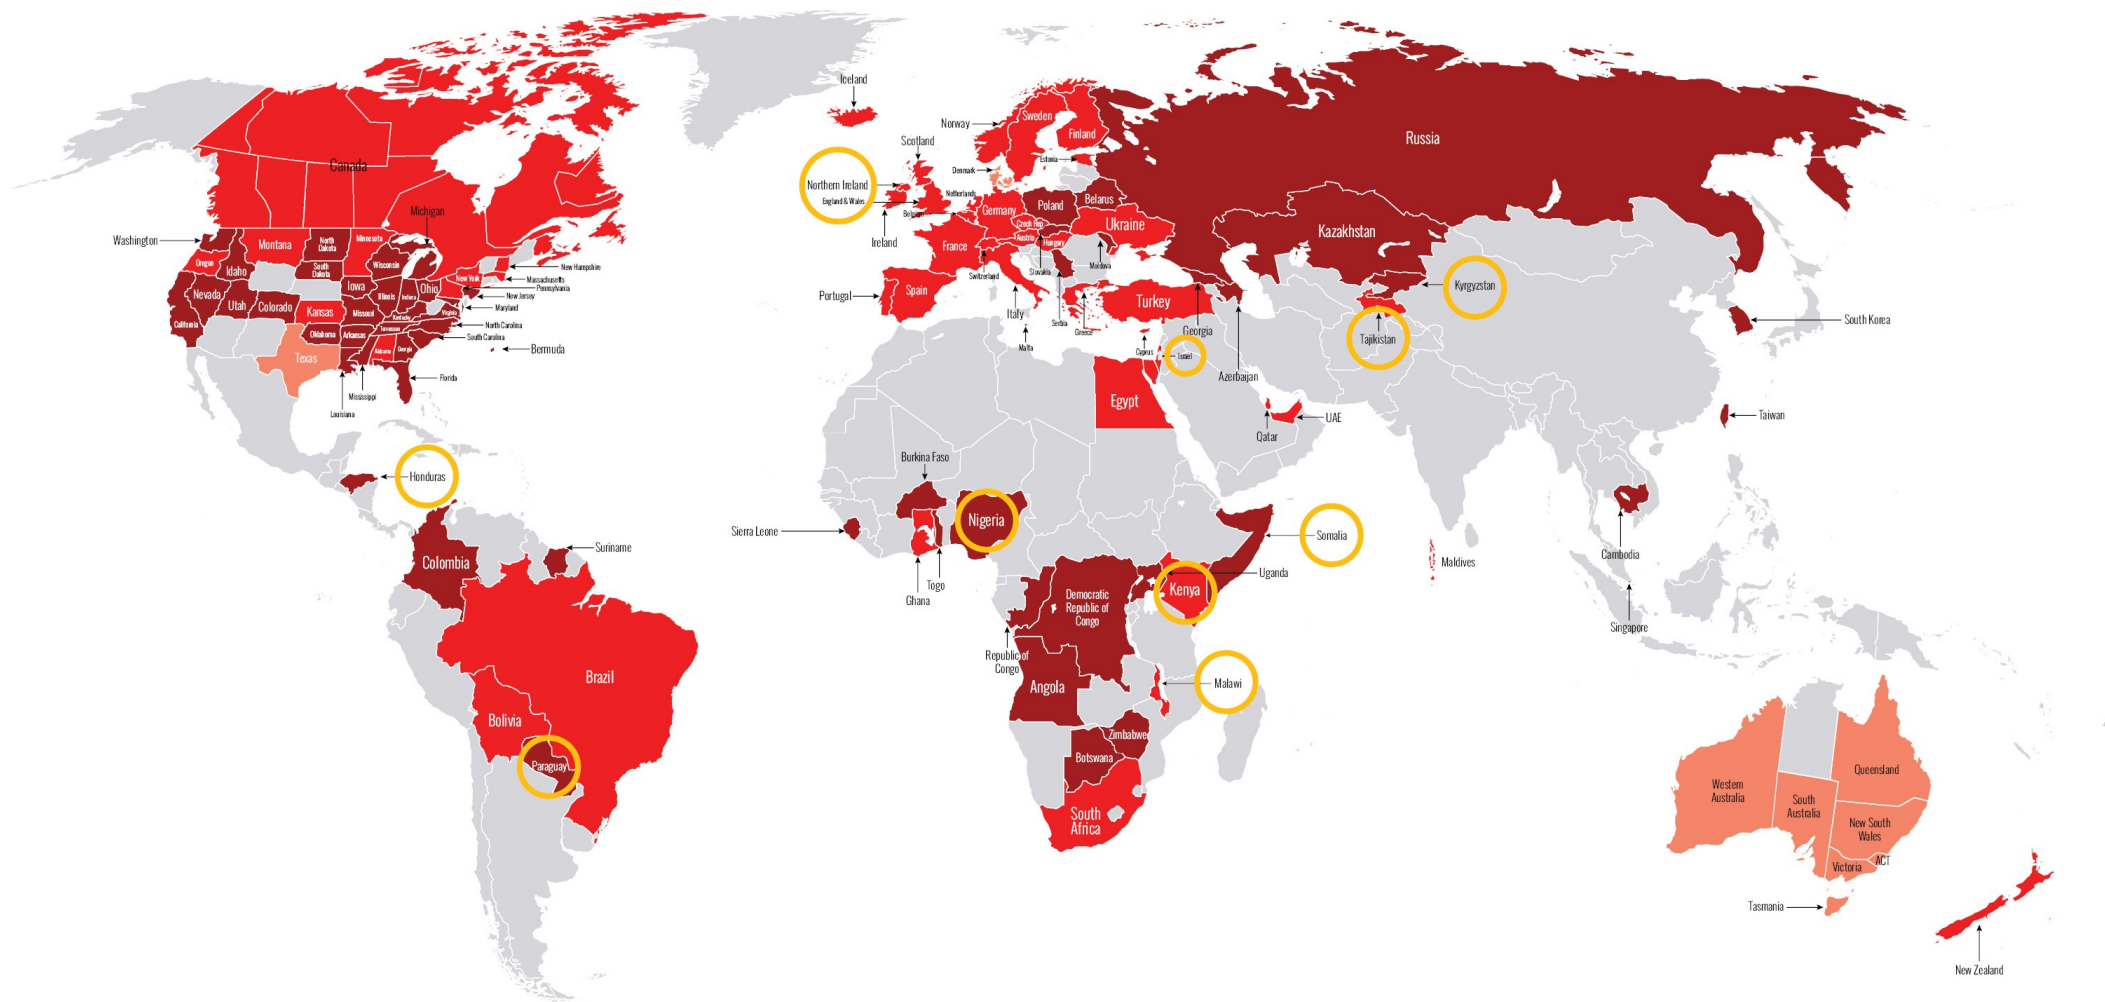 Iceland
Norway
Sweden
Finland
Scotland
Russia
Estonia
Denmark
Northern Ireland
Netherlands
England & Wales
Belgium
Poland
Belarus
Germany
Ukraine
Czech Rep
Ireland
France
Austria
Hungary
Kazakhstan
Switzerland
Slovakia
Moldova
Portugal
Spain
Italy
Serbia
Greece
Turkey
Malta
Georgia
Cyprus
Israel
Azerbaijan
Kyrgyzstan
Tajikistan
South Korea
Taiwan
Canada
Michigan
Washington
Montana
North
Dakota
Minnesota
Oregon
Idaho
South
Dakota
Wisconsin
New York
New Hampshire
Massachusetts
Pennsylvania
New Jersey
Maryland
Nevada
Utah
Colorado
Iowa
Illinois
Indiana
Ohio
Virginia
California
Kansas
Missouri
Kentucky
Tennessee
North Carolina
South Carolina
Oklahoma
Arkansas
Alabama
Georgia
Texas
Bermuda
Florida
Mississippi
Louisiana
Honduras
Colombia
Suriname
Brazil
Bolivia
Paraguay
Egypt
Qatar
UAE
Burkina Faso
Nigeria
Sierra Leone
Togo
Ghana
Somalia
Uganda
Kenya
Democratic
Republic of
Congo
Republic of
Congo
Angola
Malawi
Zimbabwe
Botswana
South
Africa
Maldives
Cambodia
Singapore
Western
Australia
South
Australia
Queensland
New South
Wales
Victoria
ACT
Tasmania
New Zealand